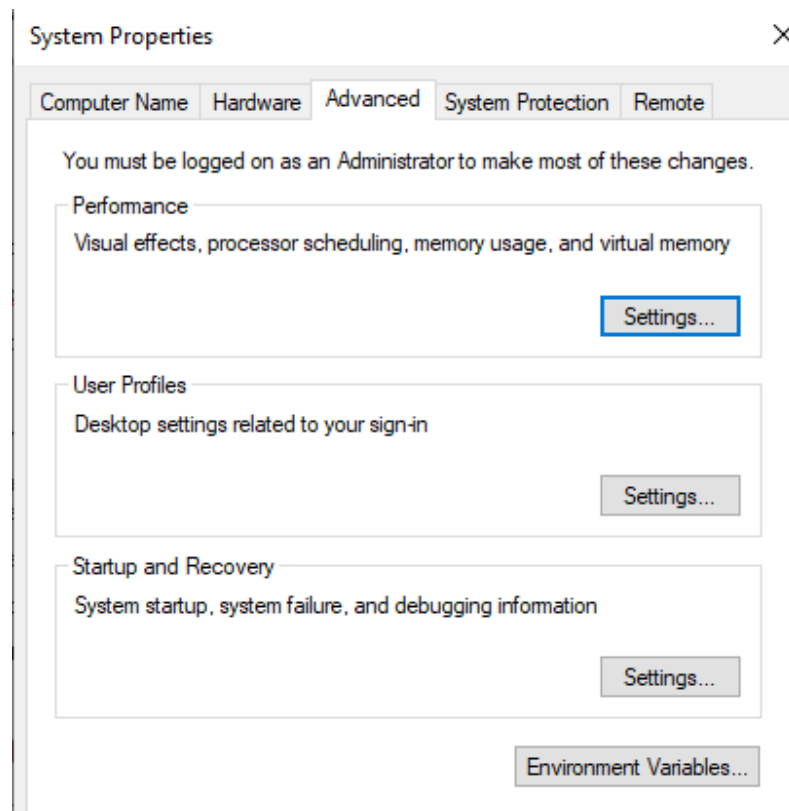 System Properties
Computer Name Hardware Advanced System Protection Remote
You must be logged on as an Administrator to make most of these changes.
Performance
Visual effects, processor scheduling, memory usage, and virtual memory
Settings...
User Profiles
Desktop settings related to your sign-in
Settings...
Startup and Recovery
System startup, system failure, and debugging information
Settings...
Environment Variables...